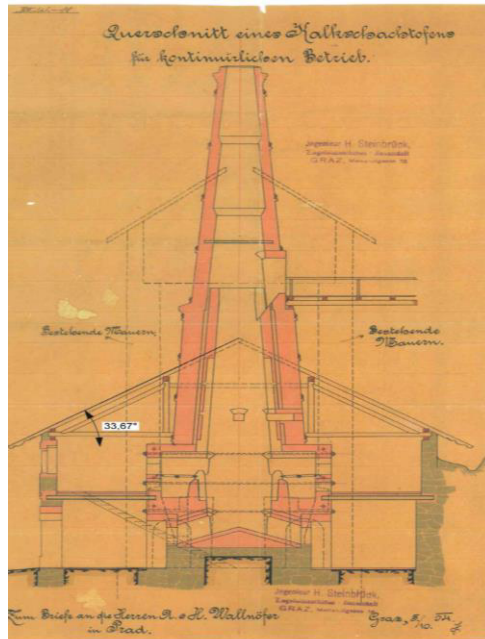 Querschnitt eines Kalkschachtofens
für kontinuirlichen Betrieb.
Ingenieur H. Steinbrück,
GRAZ,
Bestehende Mauern,
Bestehende
Mauern.
33,67°
Ingenieur H. Steinbrück,
GRAZ,
Zum Briefe an die Herren R. & H. Wallnöfer
in Prad.
Graz,